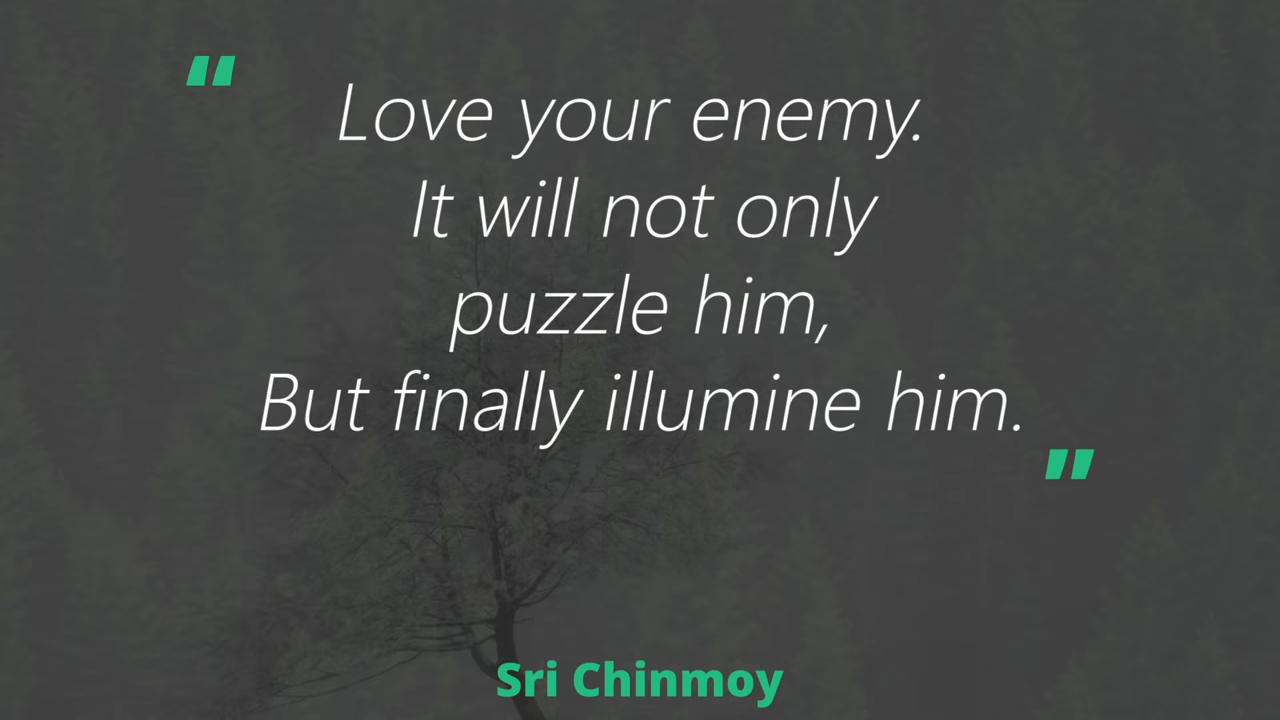 “
Love your enemy.
It will not only
puzzle him,
But finally illumine him.
”
Sri Chinmoy